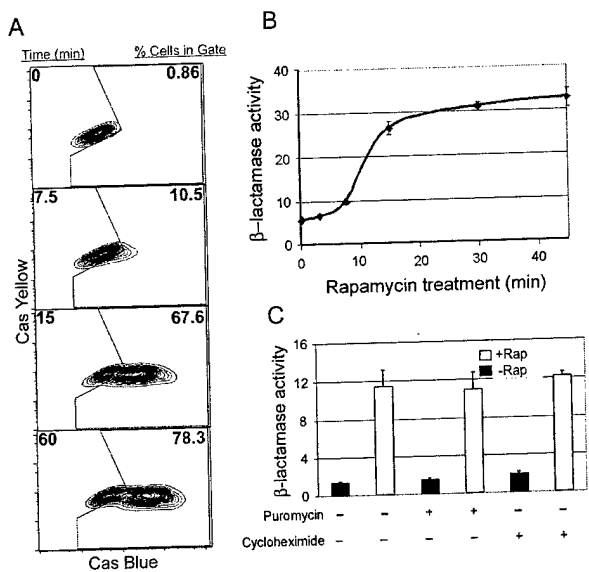 A
Time (min) % Cells in Gate
0 0.86
7.5 10.5
15 67.6
60 78.3
Cas Yellow
Cas Blue
B
40
30
20
10
0
β-lactamase activity
0 10 20 30 40
Rapamycin treatment (min)
C
16
12
8
4
0
β-lactamase activity
+Rap
-Rap
Puromycin - - + + - -
Cycloheximide - - - - + +